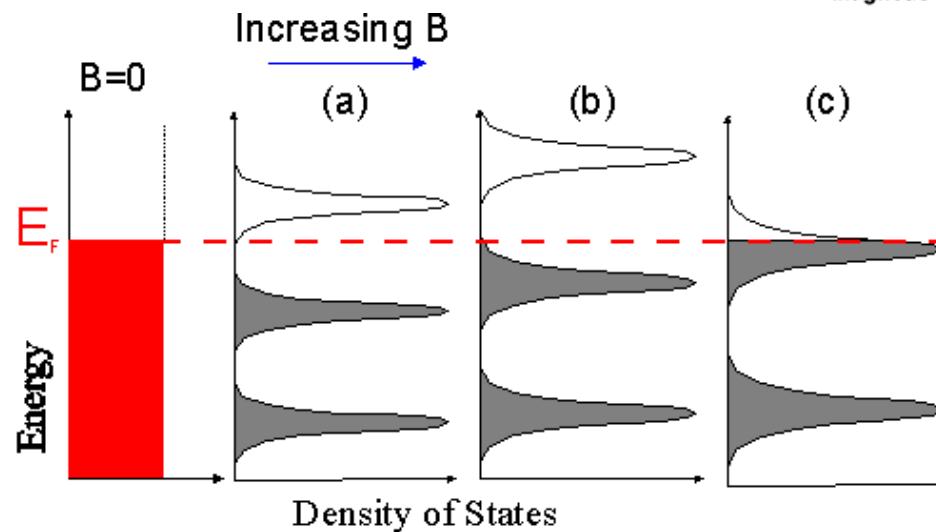 Increasing B
B=0
(a)
(b)
(c)
E_F
Energy
Density of States